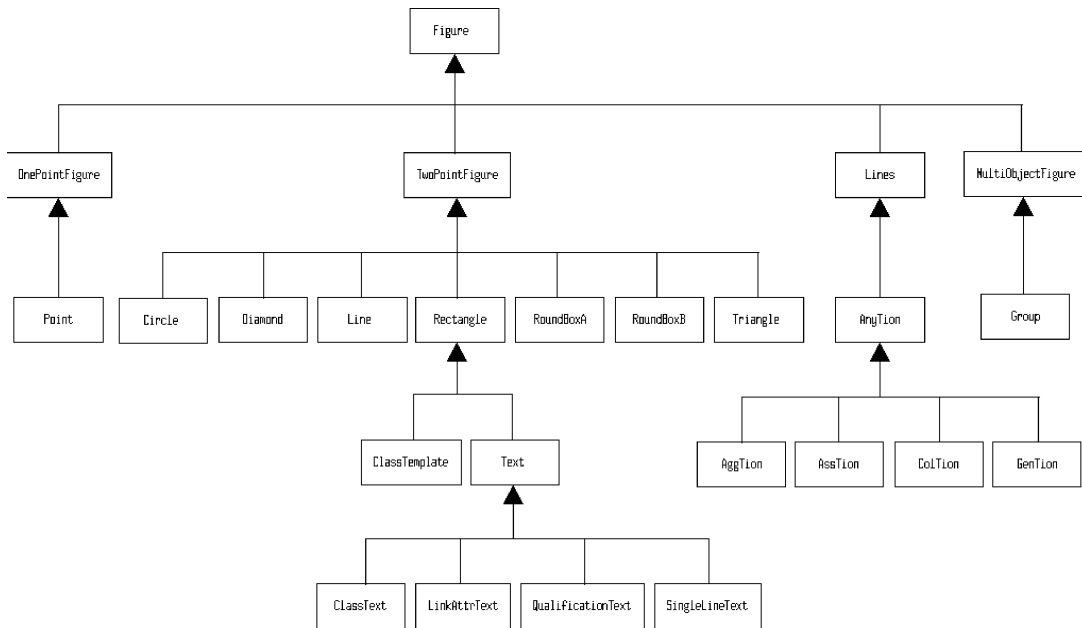 Figure
OnePointFigure
TwoPointFigure
Lines
MultiObjectFigure
Point
Circle
Diamond
Line
Rectangle
RoundBoxA
RoundBoxB
Triangle
AnyTion
Group
ClassTemplate
Text
AggTion
AssTion
ColTion
GenTion
ClassText
LinkAttrText
QualificationText
SingleLineText